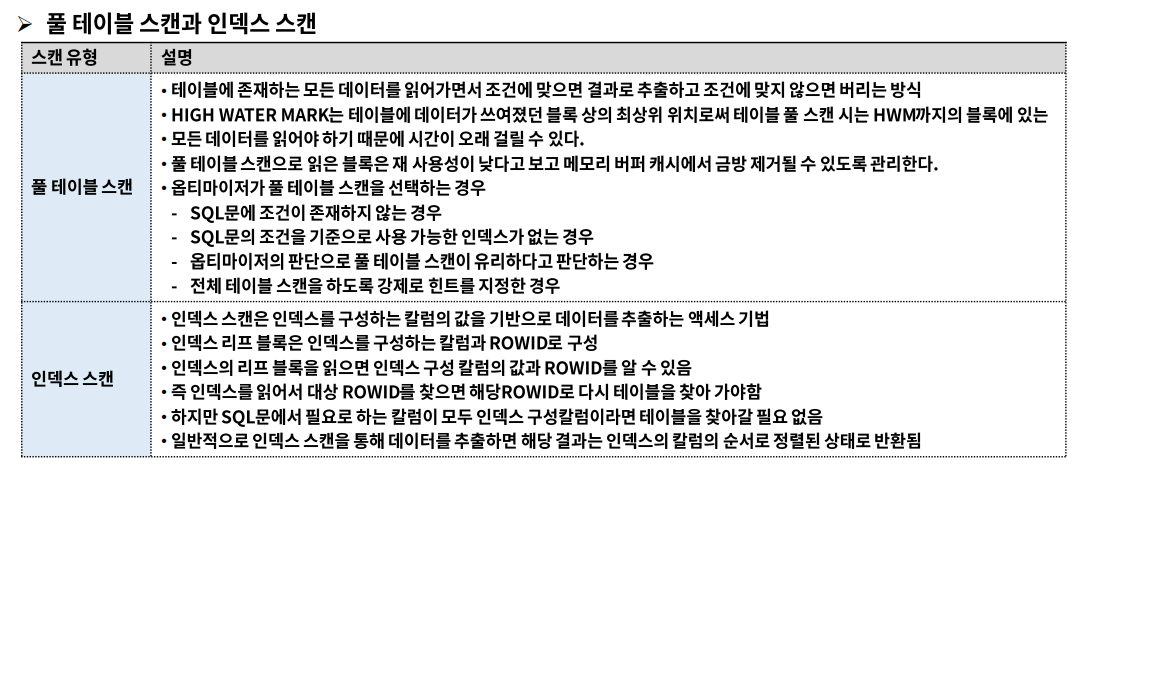 ➢ 풀 테이블 스캔과 인덱스 스캔
스캔 유형 설명
풀 테이블 스캔
• 테이블에 존재하는 모든 데이터를 읽어가면서 조건에 맞으면 결과로 추출하고 조건에 맞지 않으면 버리는 방식
• HIGH WATER MARK는 테이블에 데이터가 쓰여졌던 블록 상의 최상위 위치로써 테이블 풀 스캔 시는 HWM까지의 블록에 있는
• 모든 데이터를 읽어야 하기 때문에 시간이 오래 걸릴 수 있다.
• 풀 테이블 스캔으로 읽은 블록은 재 사용성이 낮다고 보고 메모리 버퍼 캐시에서 금방 제거될 수 있도록 관리한다.
• 옵티마이저가 풀 테이블 스캔을 선택하는 경우
- SQL문에 조건이 존재하지 않는 경우
- SQL문의 조건을 기준으로 사용 가능한 인덱스가 없는 경우
- 옵티마이저의 판단으로 풀 테이블 스캔이 유리하다고 판단하는 경우
- 전체 테이블 스캔을 하도록 강제로 힌트를 지정한 경우
인덱스 스캔
• 인덱스 스캔은 인덱스를 구성하는 칼럼의 값을 기반으로 데이터를 추출하는 액세스 기법
• 인덱스 리프 블록은 인덱스를 구성하는 칼럼과 ROWID로 구성
• 인덱스의 리프 블록을 읽으면 인덱스 구성 칼럼의 값과 ROWID를 알 수 있음
• 즉 인덱스를 읽어서 대상 ROWID를 찾으면 해당ROWID로 다시 테이블을 찾아 가야함
• 하지만 SQL문에서 필요로 하는 칼럼이 모두 인덱스 구성칼럼이라면 테이블을 찾아갈 필요 없음
• 일반적으로 인덱스 스캔을 통해 데이터를 추출하면 해당 결과는 인덱스의 칼럼의 순서로 정렬된 상태로 반환됨